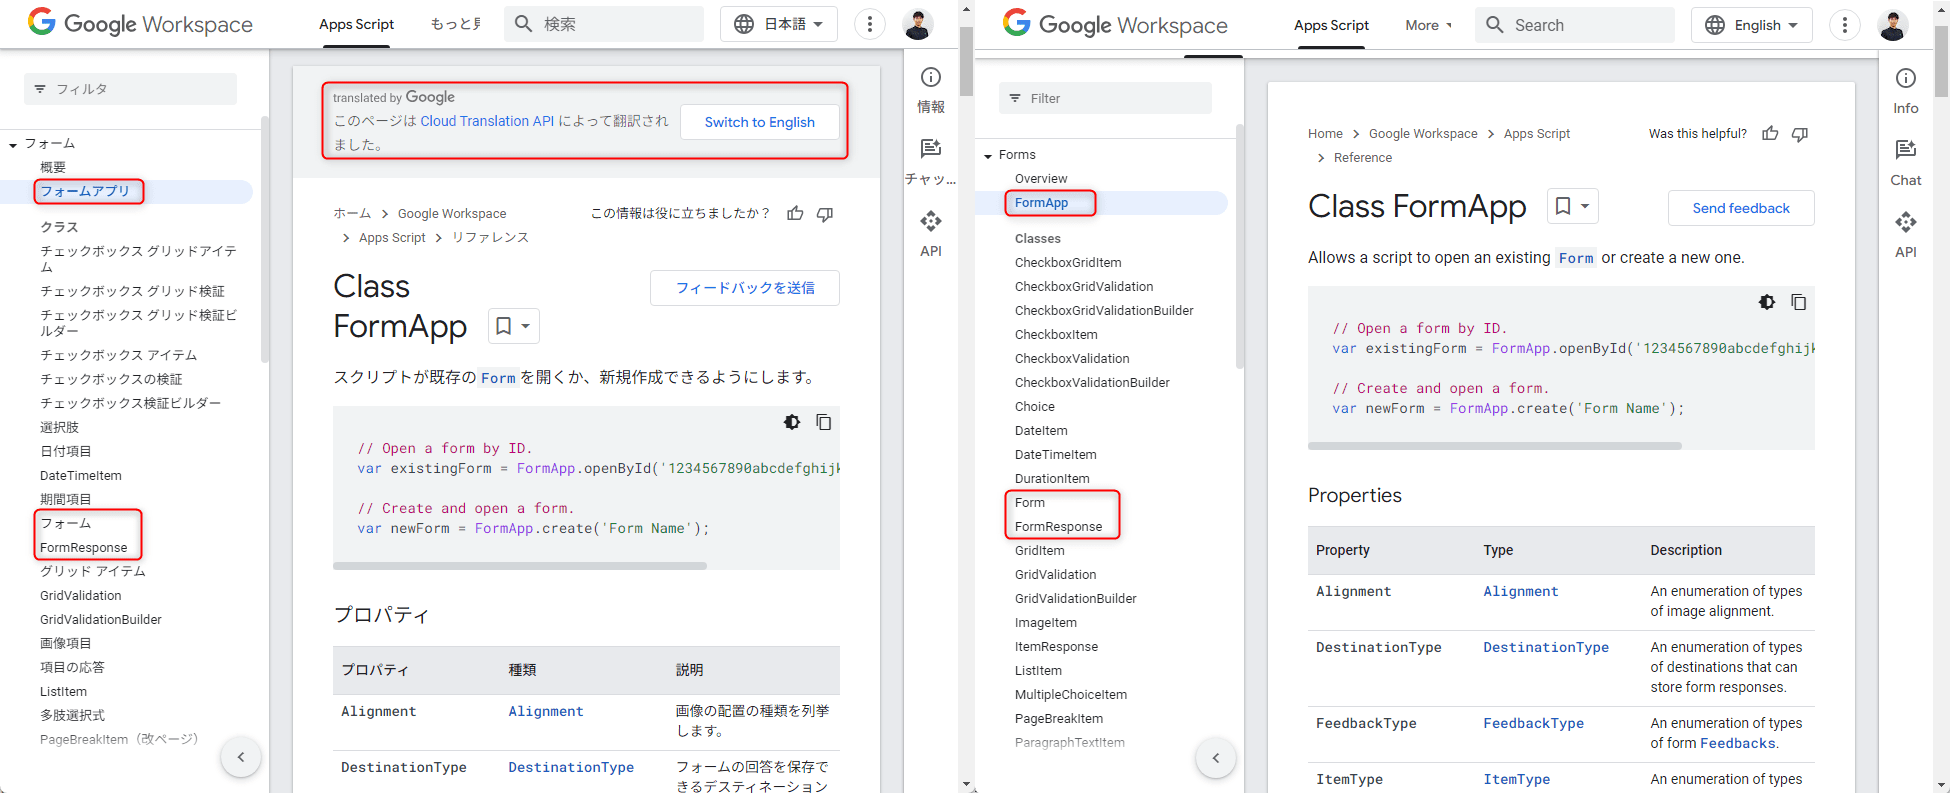 Google Workspace
Apps Script
もっと見
検索
日本語
フィルタ
フォーム
概要
フォームアプリ
クラス
チェックボックス グリッドアイテ
ム
チェックボックス グリッド検証
チェックボックス グリッド検証ビ
ルダー
チェックボックス アイテム
チェックボックスの検証
チェックボックス検証ビルダー
選択肢
日付項目
DateTimeItem
期間項目
フォーム
FormResponse
グリッド アイテム
GridValidation
GridValidationBuilder
画像項目
項目の応答
ListItem
多肢選択式
PageBreakItem（改ページ）
translated by Google
このページは Cloud Translation API によって翻訳され
ました。
Switch to English
ホーム > Google Workspace
> Apps Script > リファレンス
この情報は役に立ちましたか？
Class
FormApp
フィードバックを送信
スクリプトが既存の Form を開くか、新規作成できるようにします。
// Open a form by ID.
var existingForm = FormApp.openById('1234567890abcdefghijk
// Create and open a form.
var newForm = FormApp.create('Form Name');
プロパティ
プロパティ 種類 説明
Alignment Alignment 画像の配置の種類を列挙
します。
DestinationType DestinationType フォームの回答を保存で
きるデスティネーション
情報
チャッ...
API
Google Workspace
Apps Script
More
Search
English
Filter
Forms
Overview
FormApp
Classes
CheckboxGridItem
CheckboxGridValidation
CheckboxGridValidationBuilder
CheckboxItem
CheckboxValidation
CheckboxValidationBuilder
Choice
DateItem
DateTimeItem
DurationItem
Form
FormResponse
GridItem
GridValidation
GridValidationBuilder
ImageItem
ItemResponse
ListItem
MultipleChoiceItem
PageBreakItem
ParagraphTextItem
Home > Google Workspace > Apps Script
> Reference
Was this helpful?
Class FormApp
Send feedback
Allows a script to open an existing Form or create a new one.
// Open a form by ID.
var existingForm = FormApp.openById('1234567890abcdefghijk
// Create and open a form.
var newForm = FormApp.create('Form Name');
Properties
Property Type Description
Alignment Alignment An enumeration of types
of image alignment.
DestinationType DestinationType An enumeration of types
of destinations that can
store form responses.
FeedbackType FeedbackType An enumeration of types
of form Feedbacks.
ItemType ItemType An enumeration of types
Info
Chat
API